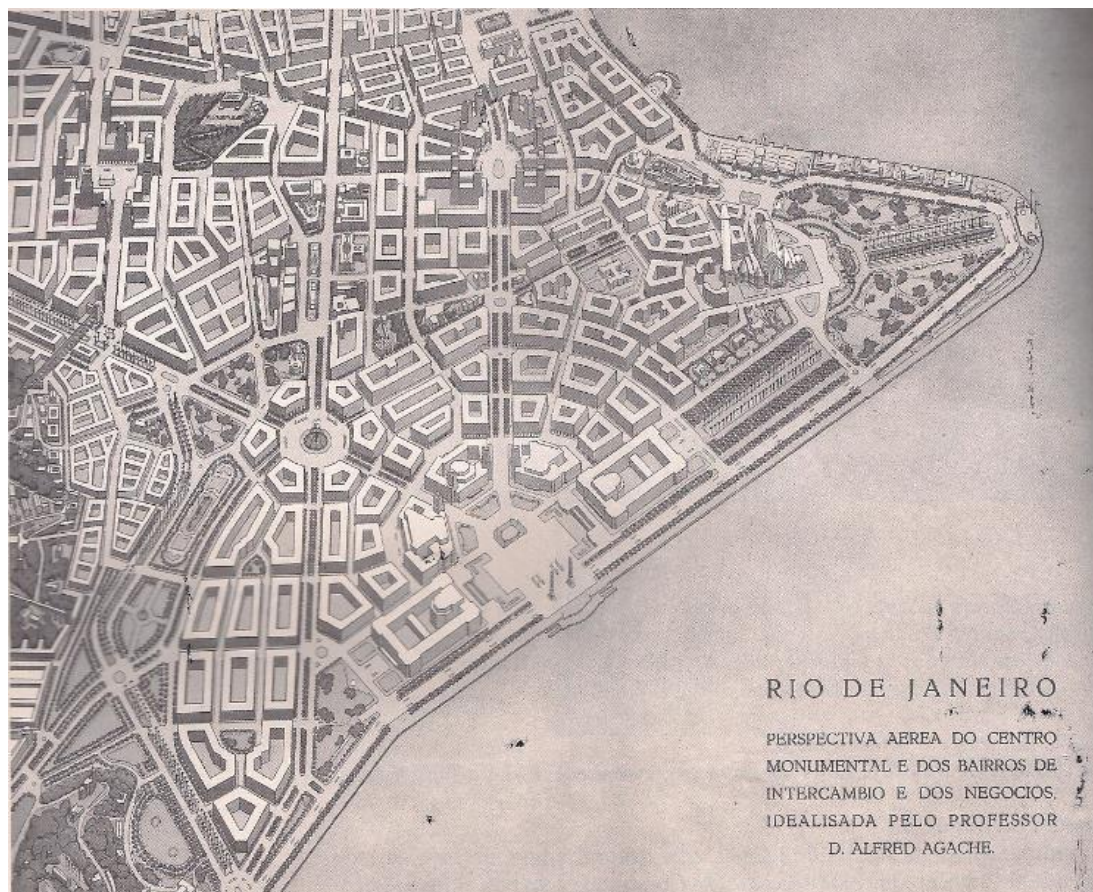 RIO DE JANEIRO
PERSPECTIVA AEREA DO CENTRO
MONUMENTAL E DOS BAIRROS DE
INTERCAMBIO E DOS NEGOCIOS,
IDEALISADA PELO PROFESSOR
D. ALFRED AGACHE.